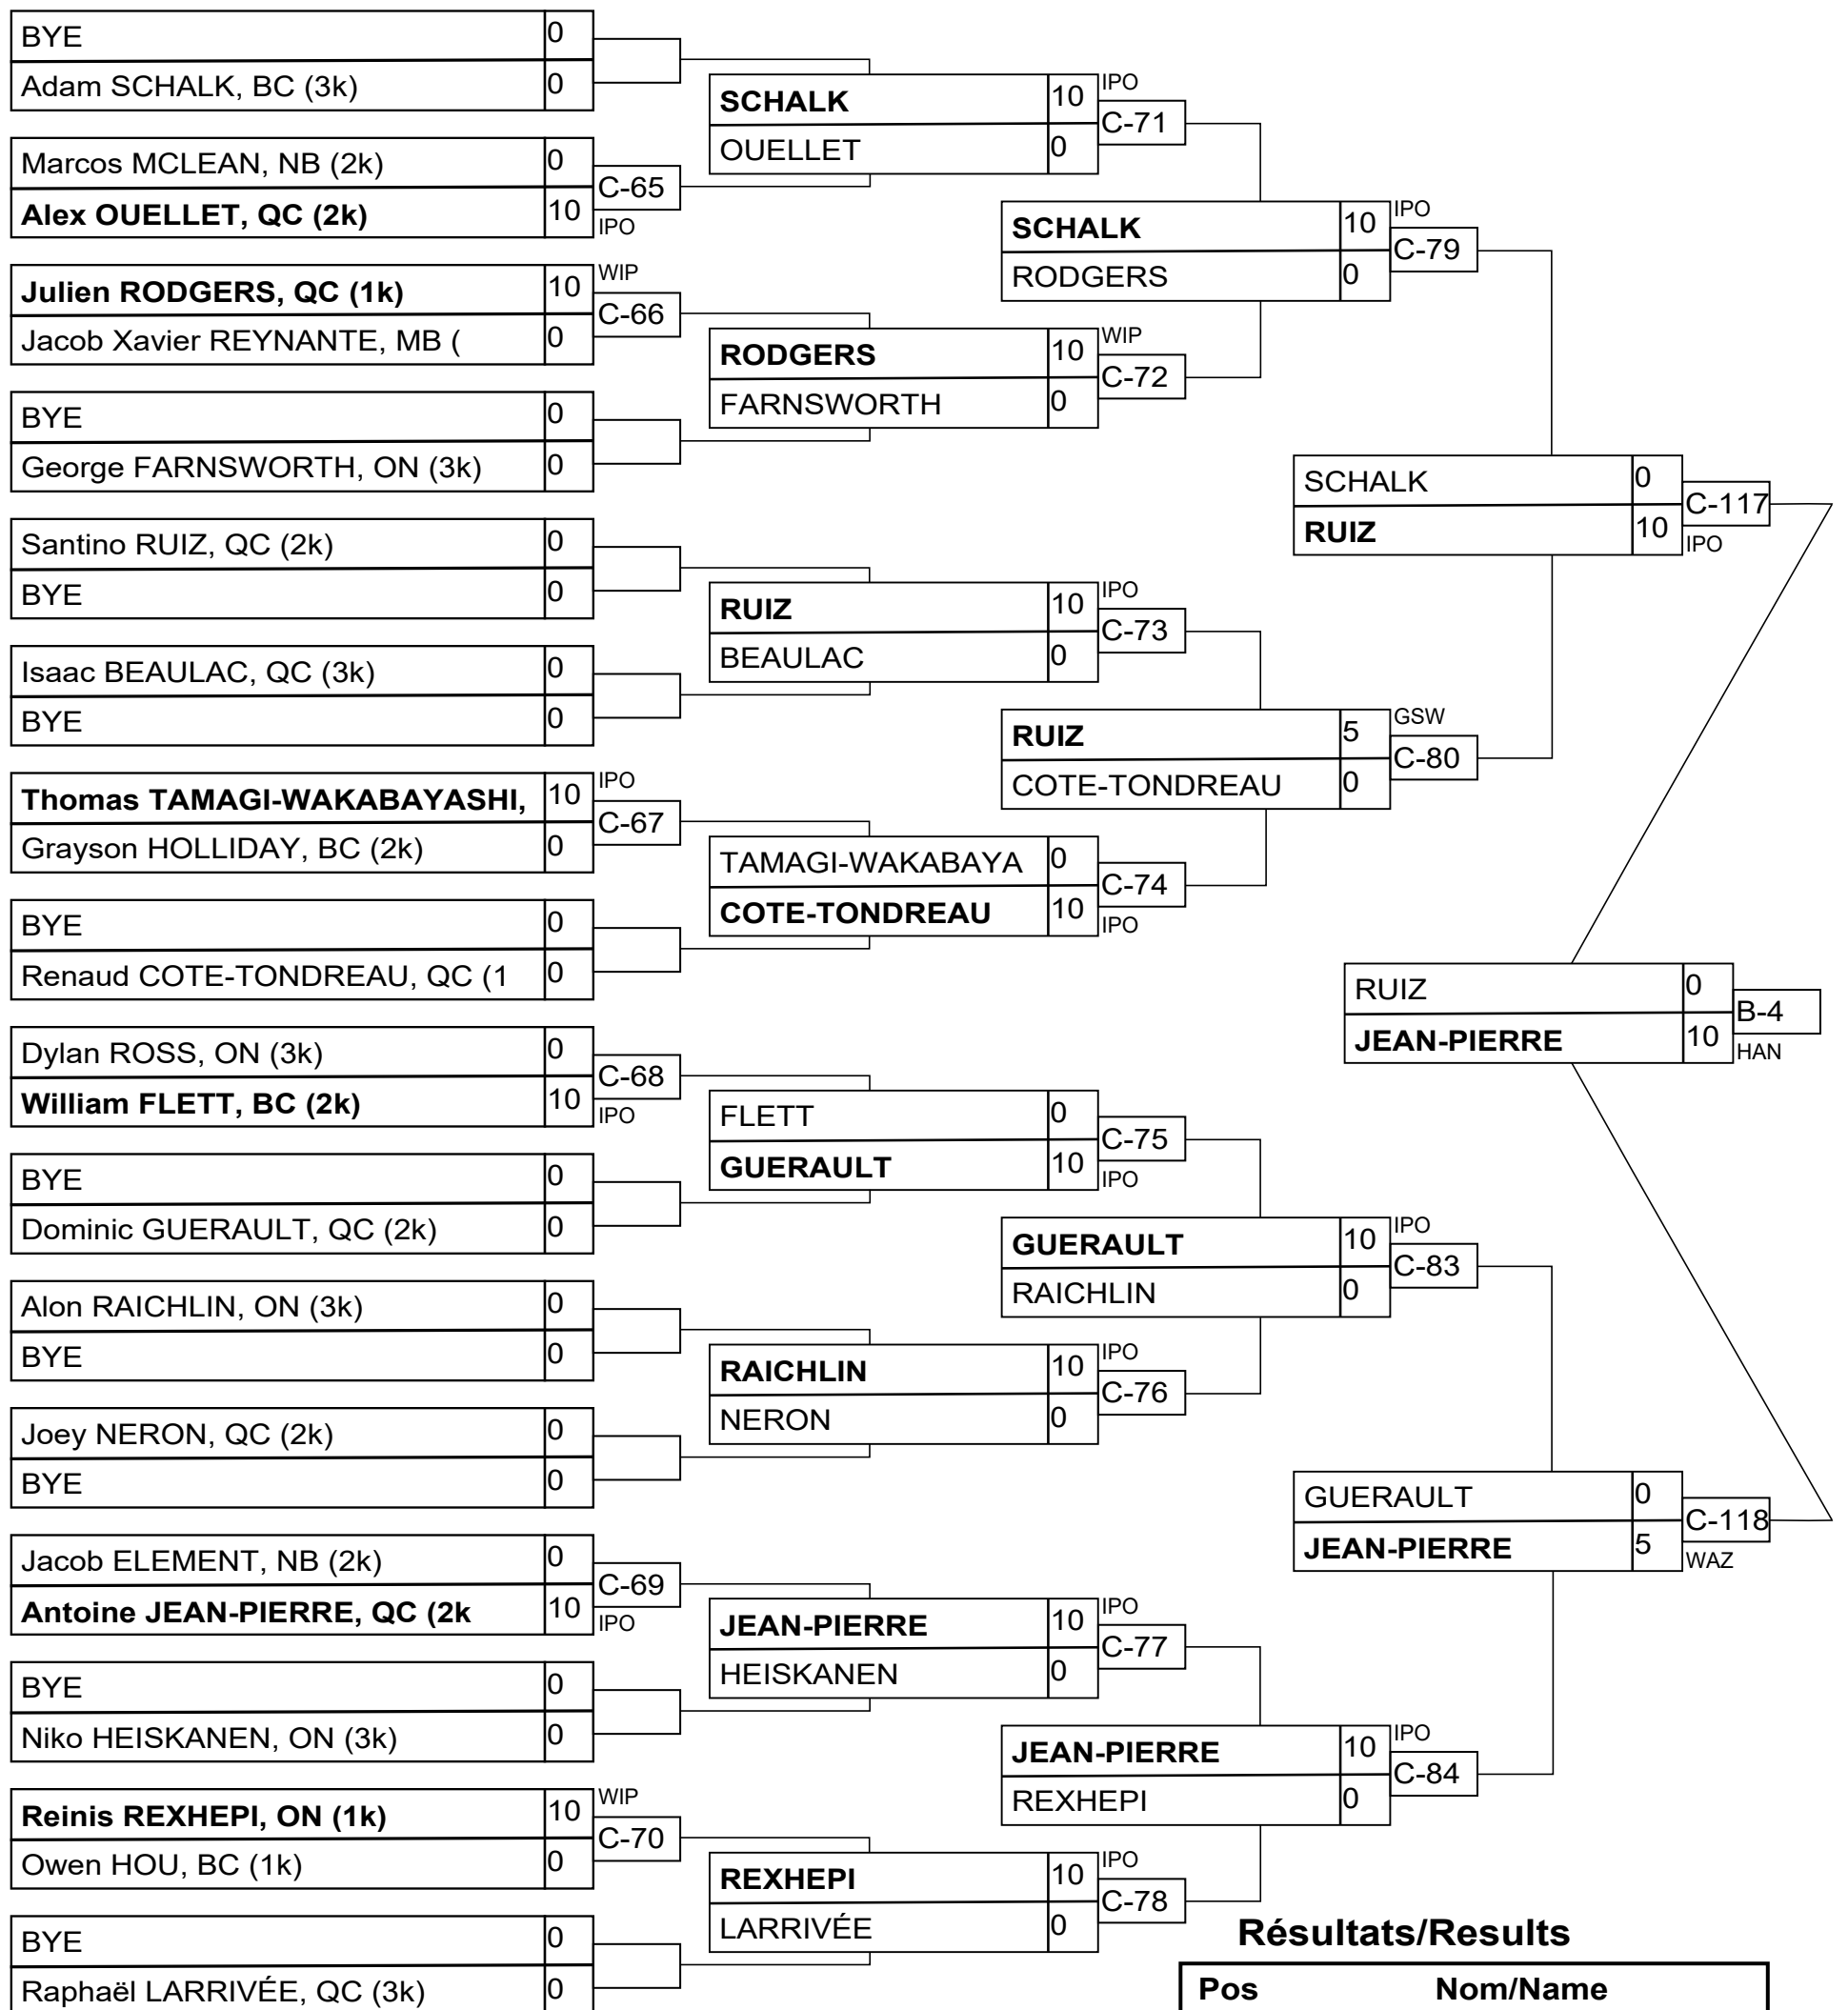 BYE 0
Adam SCHALK, BC (3k) 0
Marcos MCLEAN, NB (2k) 0
C-65
Alex OUELLET, QC (2k) 10
IPO
Julien RODGERS, QC (1k) 10
WIP
C-66
Jacob Xavier REYNANTE, MB ( 0
BYE 0
George FARNSWORTH, ON (3k) 0
Santino RUIZ, QC (2k) 0
BYE 0
Isaac BEAULAC, QC (3k) 0
BYE 0
Thomas TAMAGI-WAKABAYASHI, 10
IPO
C-67
Grayson HOLLIDAY, BC (2k) 0
BYE 0
Renaud COTE-TONDREAU, QC (1 0
Dylan ROSS, ON (3k) 0
C-68
William FLETT, BC (2k) 10
IPO
BYE 0
Dominic GUERAULT, QC (2k) 0
Alon RAICHLIN, ON (3k) 0
BYE 0
Joey NERON, QC (2k) 0
BYE 0
Jacob ELEMENT, NB (2k) 0
C-69
Antoine JEAN-PIERRE, QC (2k 10
IPO
BYE 0
Niko HEISKANEN, ON (3k) 0
Reinis REXHEPI, ON (1k) 10
WIP
C-70
Owen HOU, BC (1k) 0
BYE 0
Raphaël LARRIVÉE, QC (3k) 0
SCHALK 10
IPO
C-71
OUELLET 0
RODGERS 10
WIP
C-72
FARNSWORTH 0
RUIZ 10
IPO
C-73
BEAULAC 0
TAMAGI-WAKABAYA 0
C-74
COTE-TONDREAU 10
IPO
FLETT 0
C-75
GUERAULT 10
IPO
RAICHLIN 10
IPO
C-76
NERON 0
JEAN-PIERRE 10
IPO
C-77
HEISKANEN 0
REXHEPI 10
IPO
C-78
LARRIVÉE 0
SCHALK 10
IPO
C-79
RODGERS 0
RUIZ 5
GSW
C-80
COTE-TONDREAU 0
GUERAULT 10
IPO
C-83
RAICHLIN 0
JEAN-PIERRE 10
IPO
C-84
REXHEPI 0
SCHALK 0
C-117
RUIZ 10
IPO
GUERAULT 0
C-118
JEAN-PIERRE 5
WAZ
RUIZ 0
B-4
JEAN-PIERRE 10
HAN
Résultats/Results
Pos Nom/Name